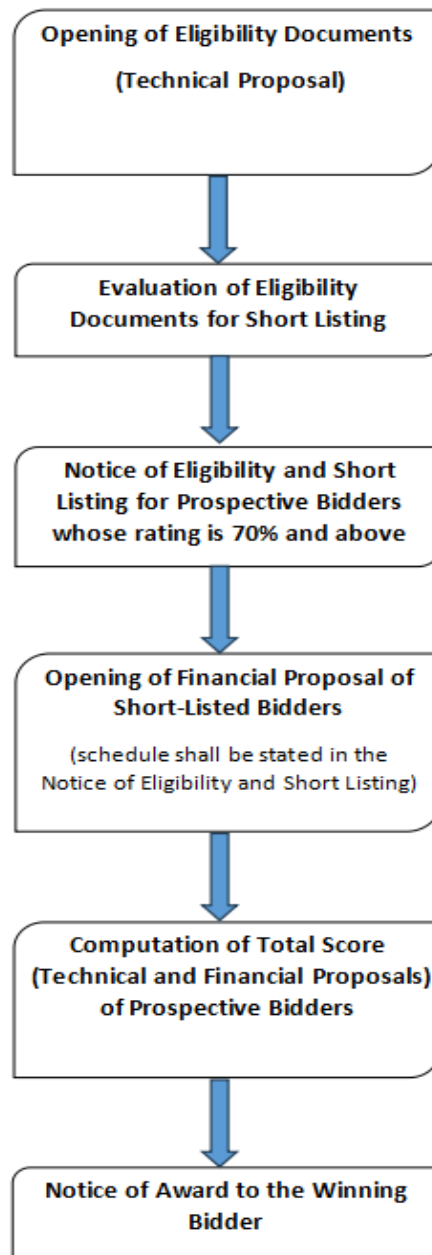 Opening of Eligibility Documents
(Technical Proposal)
Evaluation of Eligibility
Documents for Short Listing
Notice of Eligibility and Short
Listing for Prospective Bidders
whose rating is 70% and above
Opening of Financial Proposal of
Short-Listed Bidders
(schedule shall be stated in the
Notice of Eligibility and Short Listing)
Computation of Total Score
(Technical and Financial Proposals)
of Prospective Bidders
Notice of Award to the Winning
Bidder